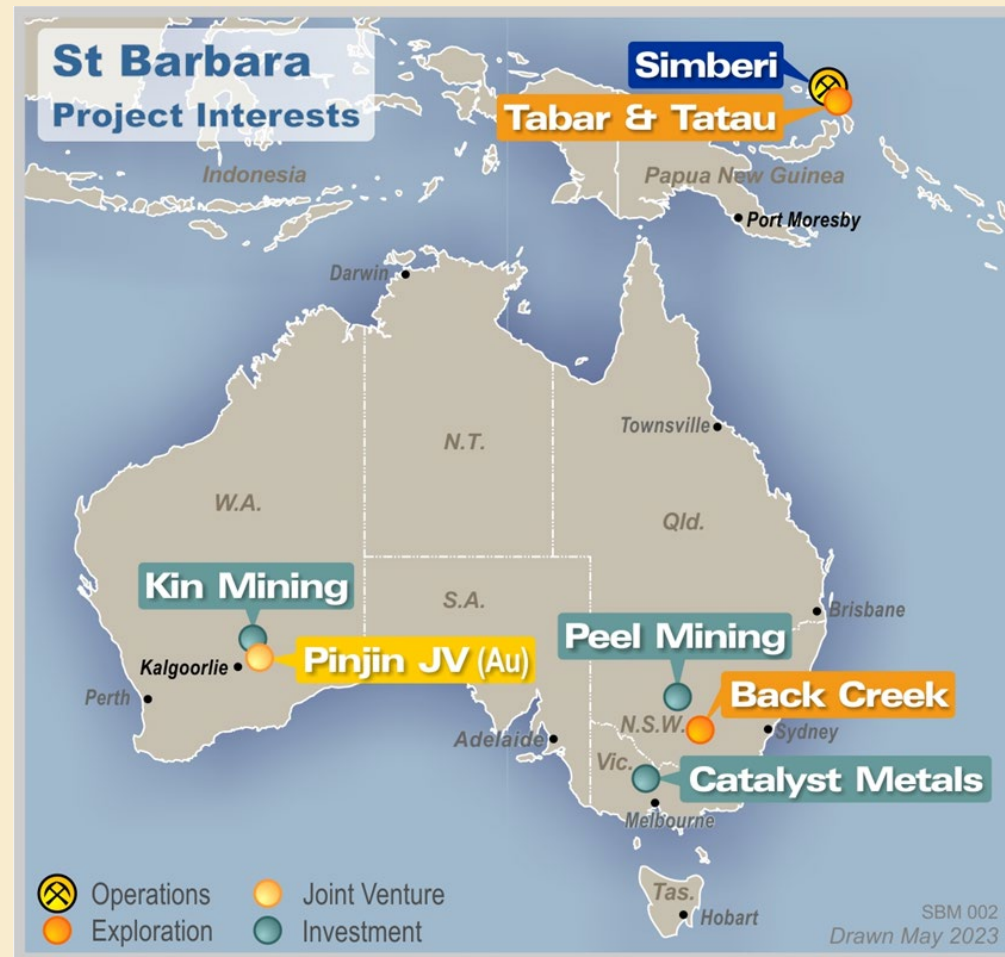 St Barbara
Project Interests
Simberi
Tabar & Tatau
Indonesia
Papua New Guinea
Port Moresby
Darwin
Townsville
N.T.
W.A.
Qld.
Kin Mining
S.A.
Brisbane
Peel Mining
Kalgoorlie
Pinjin JV (Au)
Perth
Back Creek
N.S.W.
Sydney
Adelaide
Vic.
Catalyst Metals
Melbourne
Tas.
Hobart
Operations
Joint Venture
Exploration
Investment
SBM 002
Drawn May 2023